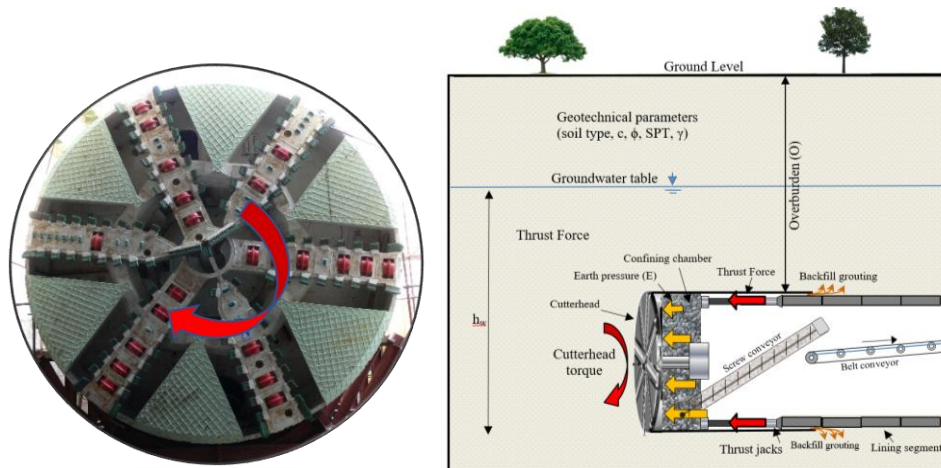 Ground Level
Geotechnical parameters
(soil type, c, ϕ, SPT, γ)
Overburden (O)
Groundwater table
Thrust Force
Confining chamber
Earth pressure (E)
Thrust Force
Backfill grouting
Cutterhead
hw
Cutterhead
torque
Screw conveyor
Belt conveyor
Thrust jacks
Backfill grouting
Lining segment